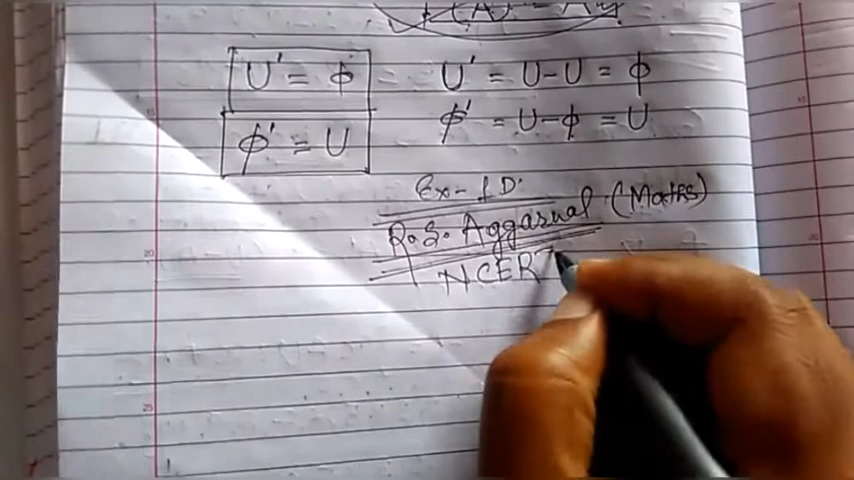 U' = ϕ U' = U-U = ϕ
ϕ' = U ϕ' = U-ϕ = U
Ex- 1 D.
R.S. Aggarwal (Maths)
NCERT